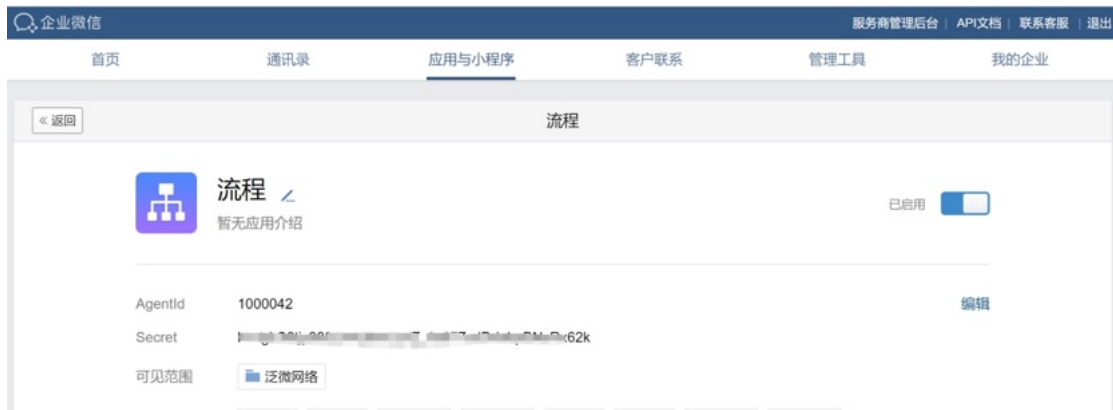 企业微信
服务商管理后台 | API文档 | 联系客服 | 退出
首页 通讯录 应用与小程序 客户联系 管理工具 我的企业
« 返回 流程
流程
暂无应用介绍
已启用
AgentId 1000042 编辑
Secret x62k
可见范围 泛微网络